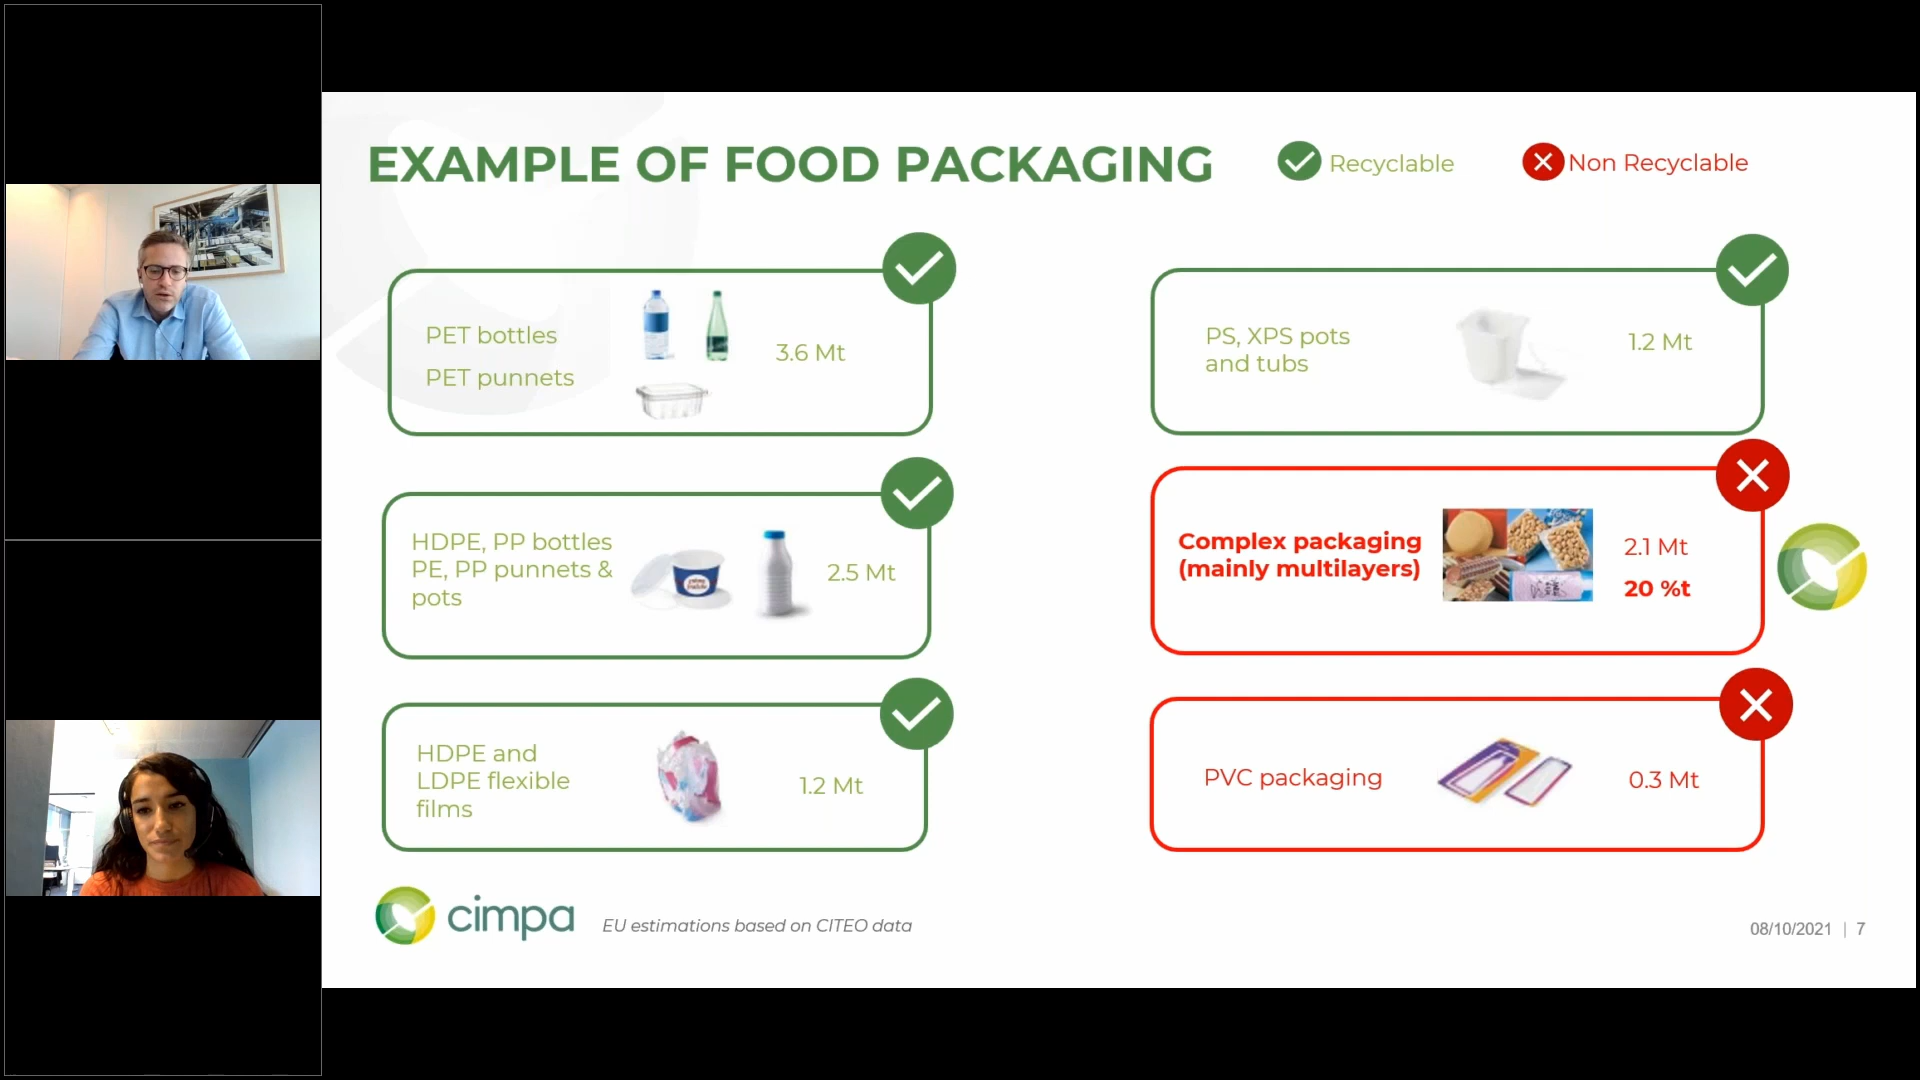 EXAMPLE OF FOOD PACKAGING
Recyclable
Non Recyclable
PET bottles
PET punnets
3.6 Mt
PS, XPS pots
and tubs
1.2 Mt
HDPE, PP bottles
PE, PP punnets &
pots
2.5 Mt
Complex packaging
(mainly multilayers)
2.1 Mt
20 %t
HDPE and
LDPE flexible
films
1.2 Mt
PVC packaging
0.3 Mt
cimpa
EU estimations based on CITEO data
08/10/2021 | 7